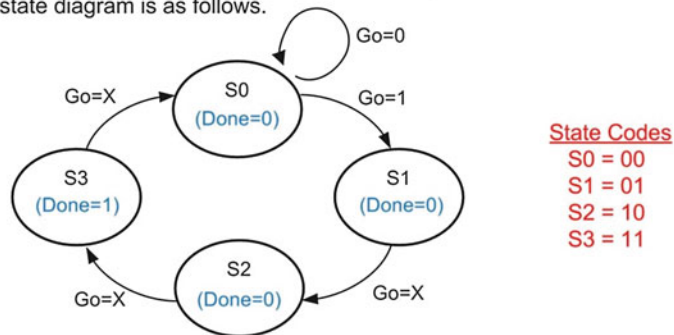 state diagram is as follows.
Go=0
S0
(Done=0)
Go=X
Go=1
S3
(Done=1)
S1
(Done=0)
S2
(Done=0)
Go=X
Go=X
State Codes
S0 = 00
S1 = 01
S2 = 10
S3 = 11